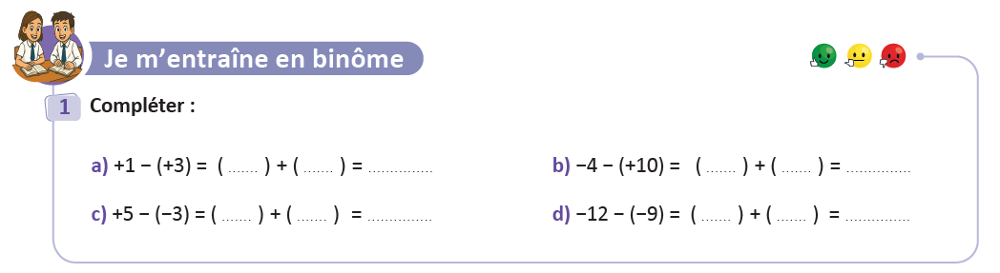 Je m’entraîne en binôme
1 Compléter :
a) +1 − (+3) = ( ....... ) + ( ....... ) = ...............
b) −4 − (+10) = ( ....... ) + ( ....... ) = ...............
c) +5 − (−3) = ( ....... ) + ( ....... ) = ...............
d) −12 − (−9) = ( ....... ) + ( ....... ) = ...............